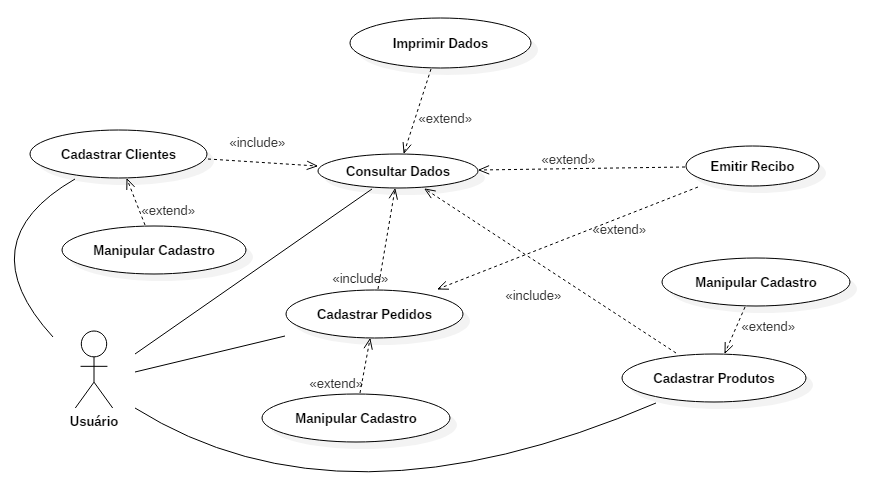 Imprimir Dados
«extend»
«include»
Cadastrar Clientes
Consultar Dados
«extend»
Emitir Recibo
«extend»
Manipular Cadastro
«extend»
«include»
Manipular Cadastro
«include»
Cadastrar Pedidos
«extend»
Cadastrar Produtos
«extend»
Manipular Cadastro
Usuário